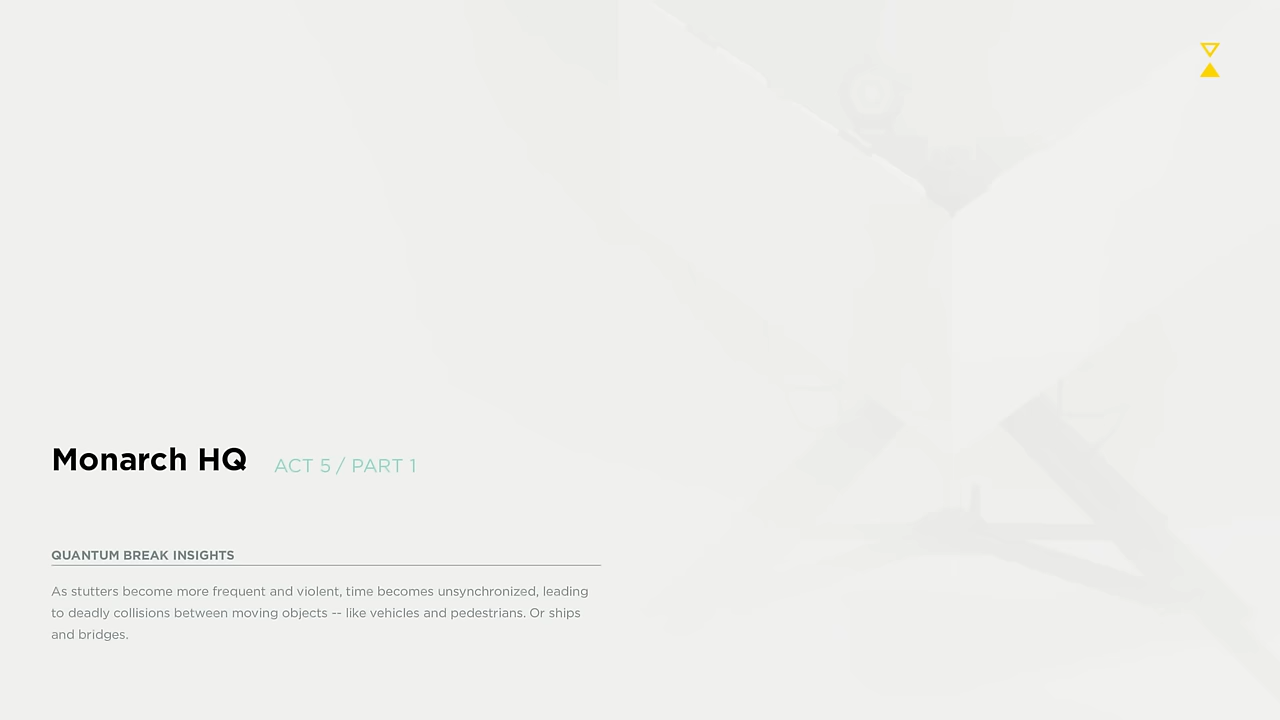 Monarch HQ ACT 5 / PART 1
QUANTUM BREAK INSIGHTS
As stutters become more frequent and violent, time becomes unsynchronized, leading
to deadly collisions between moving objects -- like vehicles and pedestrians. Or ships
and bridges.